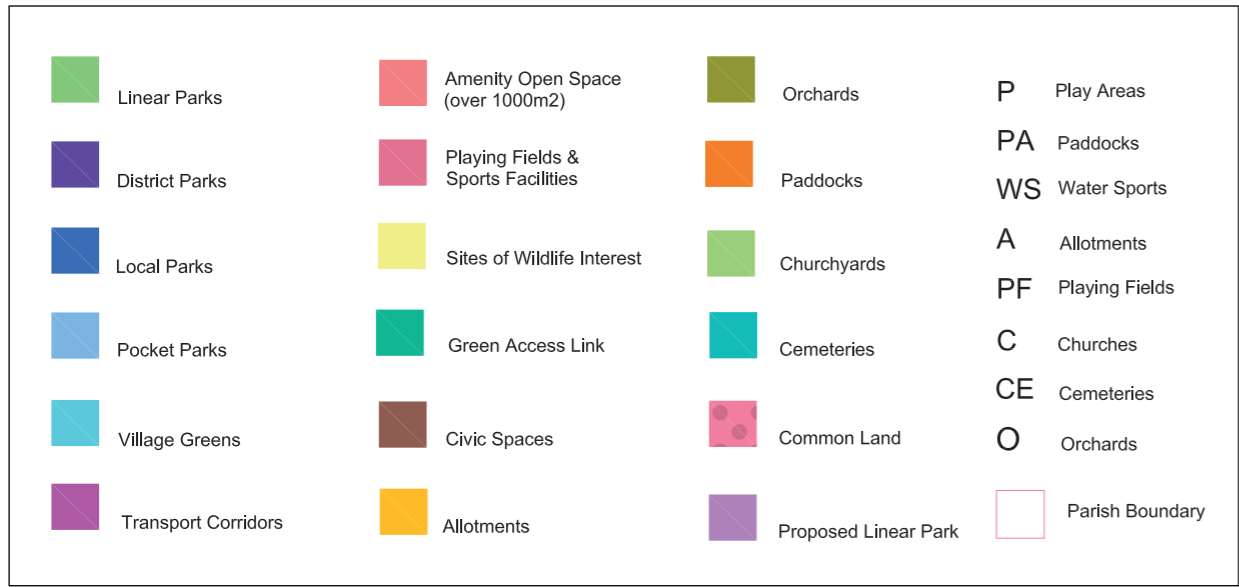 Linear Parks
District Parks
Local Parks
Pocket Parks
Village Greens
Transport Corridors
Amenity Open Space
(over 1000m2)
Playing Fields &
Sports Facilities
Sites of Wildlife Interest
Green Access Link
Civic Spaces
Allotments
Orchards
Paddocks
Churchyards
Cemeteries
Common Land
Proposed Linear Park
P Play Areas
PA Paddocks
WS Water Sports
A Allotments
PF Playing Fields
C Churches
CE Cemeteries
O Orchards
Parish Boundary